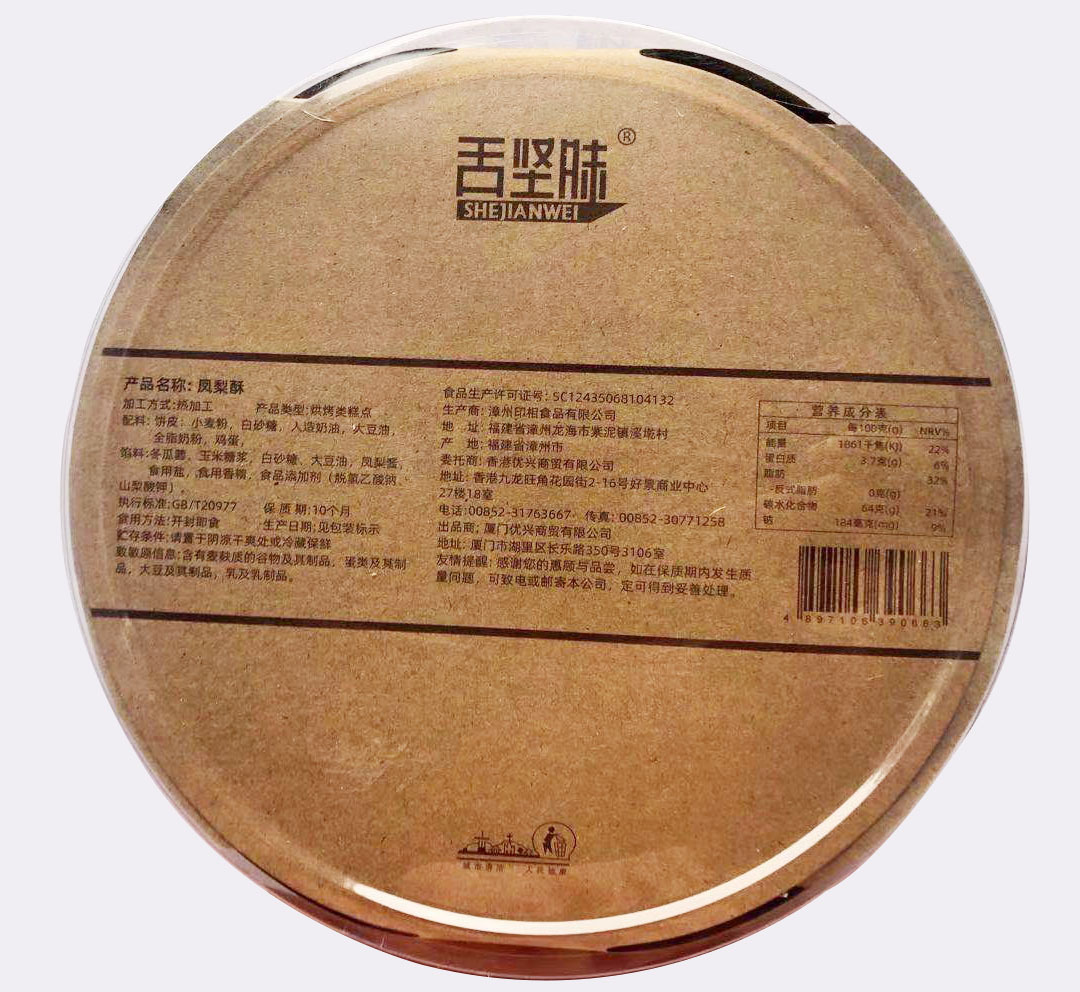 舌坚味®
SHEJIANWEI
产品名称: 凤梨酥
加工方式:热加工 产品类型:烘烤类糕点
配料: 饼皮: 小麦粉, 白砂糖, 人造奶油, 大豆油,
全脂奶粉, 鸡蛋,
馅料:冬瓜蓉、玉米糖浆, 白砂糖、大豆油, 凤梨酱,
食用盐, 食用香精, 食品添加剂 (脱氢乙酸钠、
山梨酸钾)
执行标准:GB/T20977 保 质 期:10个月
食用方法:开封即食 生产日期:见包装标示
贮存条件:请置于阴凉干爽处或冷藏保鲜
致敏原信息:含有麦麸质的谷物及其制品, 蛋类及其制
品, 大豆及其制品, 乳及乳制品。
食品生产许可证号: SC12435068104132
生产商: 漳州印相食品有限公司
地 址: 福建省漳州龙海市紫泥镇溪墘村
产 地: 福建省漳州市
委托商: 香港优兴商贸有限公司
地址: 香港九龙旺角花园街2-16号好景商业中心
27楼18室
电话:00852-31763667 传真: 00852-30771258
出品商: 厦门优兴商贸有限公司
地址: 厦门市湖里区长乐路350号3106室
友情提醒: 感谢您的惠顾与品尝, 如在保质期内发生质
量问题, 可致电或邮寄本公司, 定可得到妥善处理。
营养成分表
项目 每100克(g) NRV%
能量 1861千焦(KJ) 22%
蛋白质 3.7克(g) 6%
脂肪 32%
-反式脂肪 0克(g)
碳水化合物 64克(g) 21%
钠 184毫克(mg) 9%
4 897106 390683
城市清洁 人民健康